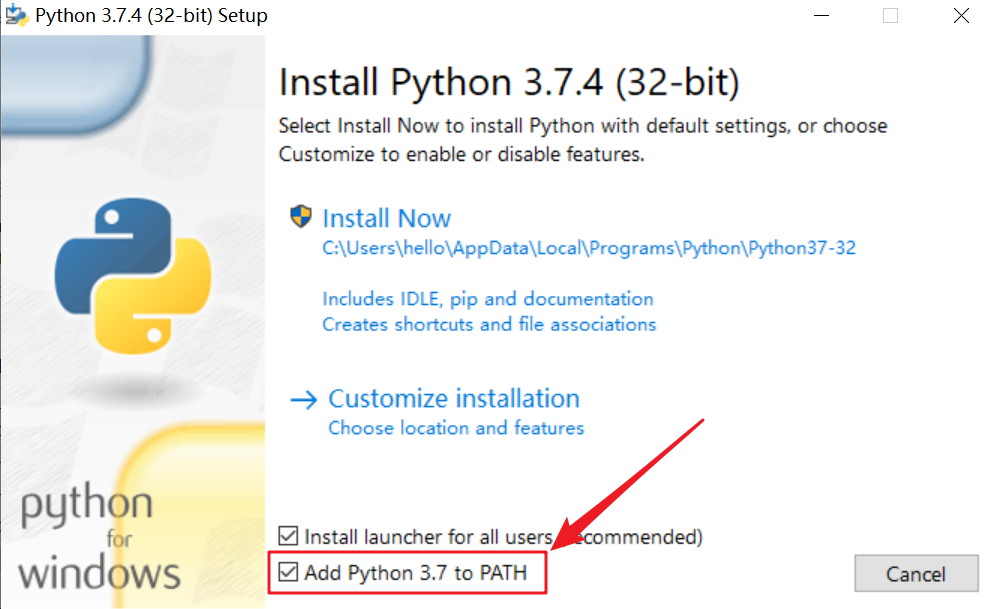 Python 3.7.4 (32-bit) Setup
Install Python 3.7.4 (32-bit)
Select Install Now to install Python with default settings, or choose
Customize to enable or disable features.
Install Now
C:\Users\hello\AppData\Local\Programs\Python\Python37-32
Includes IDLE, pip and documentation
Creates shortcuts and file associations
Customize installation
Choose location and features
python
for
windows
Install launcher for all users ecommended)
Add Python 3.7 to PATH
Cancel